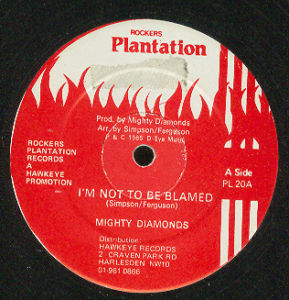 ROCKERS
Plantation
Prod. by Mighty Diamonds
Arr. by Simpson/Ferguson
P & C 1985 D Eye Music
ROCKERS
PLANTATION
RECORDS
A
HAWKEYE
PROMOTION
A Side
PL 20A
I'M NOT TO BE BLAMED
(Simpson/Ferguson)
MIGHTY DIAMONDS
Distribution:
HAWKEYE RECORDS
2 CRAVEN PARK RD
HARLESDEN NW10
01-961 0866